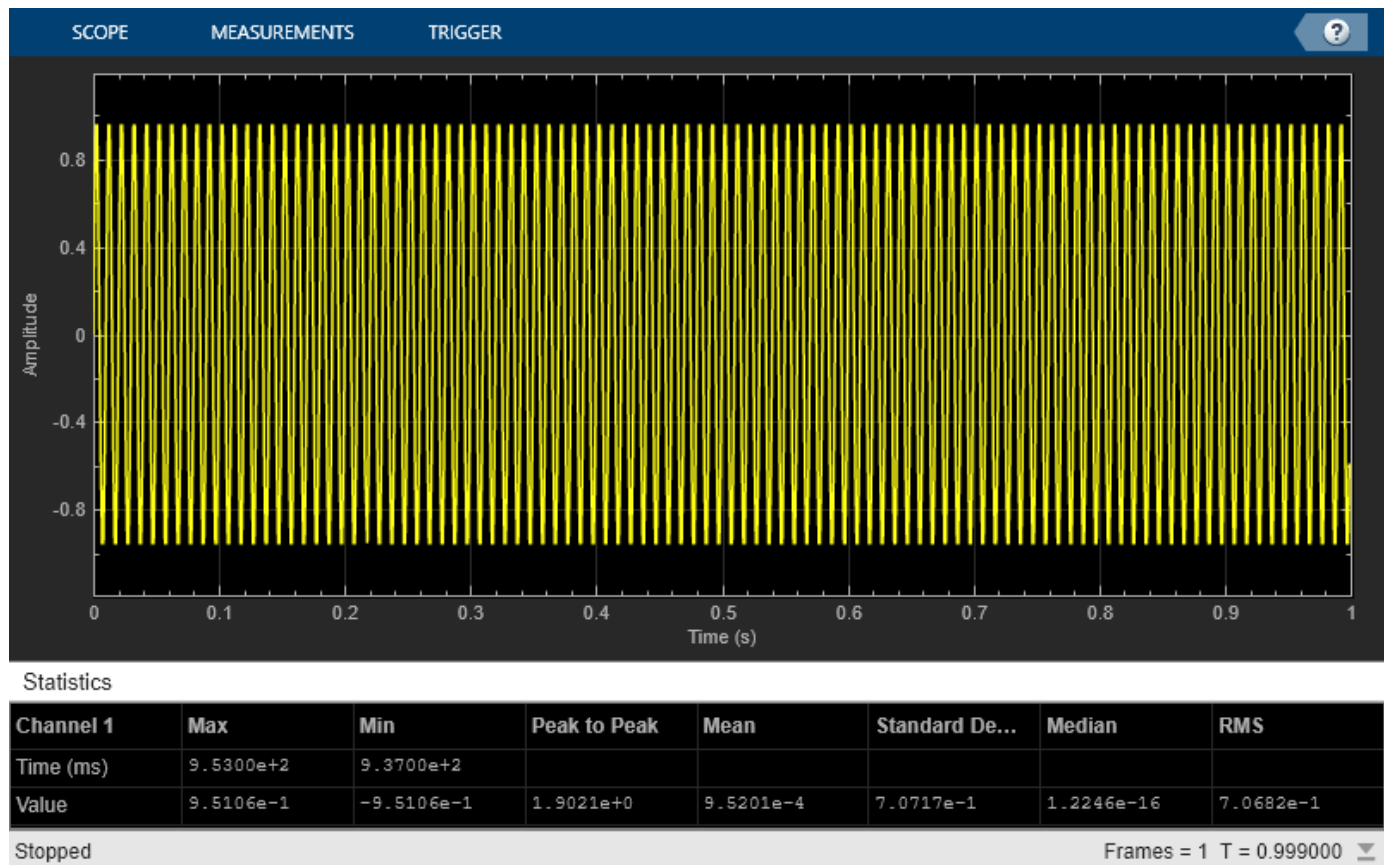 SCOPE MEASUREMENTS TRIGGER ?
0.8
0.4
0
-0.4
-0.8
Amplitude
0 0.1 0.2 0.3 0.4 0.5 0.6 0.7 0.8 0.9 1
Time (s)
Statistics
Channel 1 Max Min Peak to Peak Mean Standard De... Median RMS
Time (ms) 9.5300e+2 9.3700e+2
Value 9.5106e-1 -9.5106e-1 1.9021e+0 9.5201e-4 7.0717e-1 1.2246e-16 7.0682e-1
Stopped Frames = 1 T = 0.999000